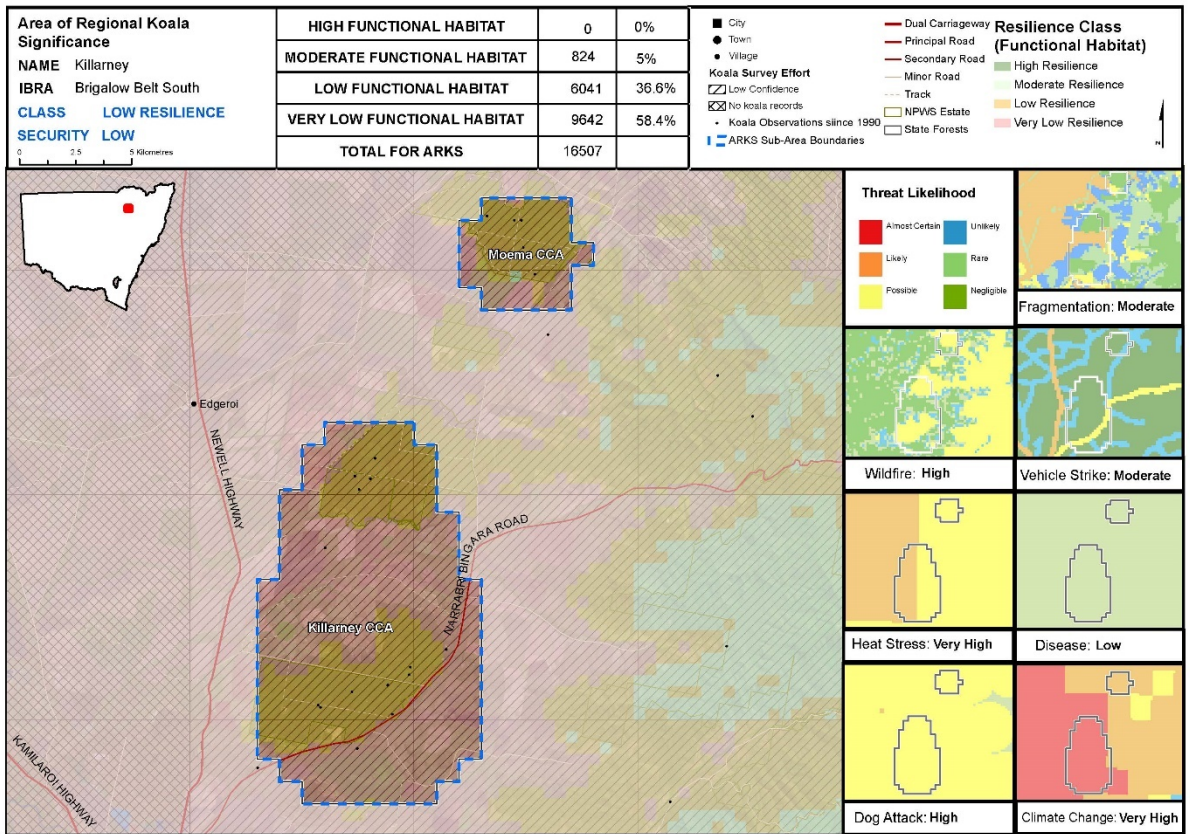 Area of Regional Koala
Significance
NAME Killarney
IBRA Brigalow Belt South
CLASS LOW RESILIENCE
SECURITY LOW
0 2.5 5 Kilometres
HIGH FUNCTIONAL HABITAT 0 0%
MODERATE FUNCTIONAL HABITAT 824 5%
LOW FUNCTIONAL HABITAT 6041 36.6%
VERY LOW FUNCTIONAL HABITAT 9642 58.4%
TOTAL FOR ARKS 16507
City
Town
Village
Koala Survey Effort
Low Confidence
No koala records
Koala Observations siince 1990
ARKS Sub-Area Boundaries
Dual Carriageway
Principal Road
Secondary Road
Minor Road
Track
NPWS Estate
State Forests
Resilience Class
(Functional Habitat)
High Resilience
Moderate Resilience
Low Resilience
Very Low Resilience
N
Moema CCA
Edgeroi
NEWELL HIGHWAY
NARRABRI BINGARA ROAD
Killarney CCA
KAMILAROI HIGHWAY
Threat Likelihood
Almost Certain
Unlikely
Likely
Rare
Possible
Negligible
Fragmentation: Moderate
Wildfire: High
Vehicle Strike: Moderate
Heat Stress: Very High
Disease: Low
Dog Attack: High
Climate Change: Very High